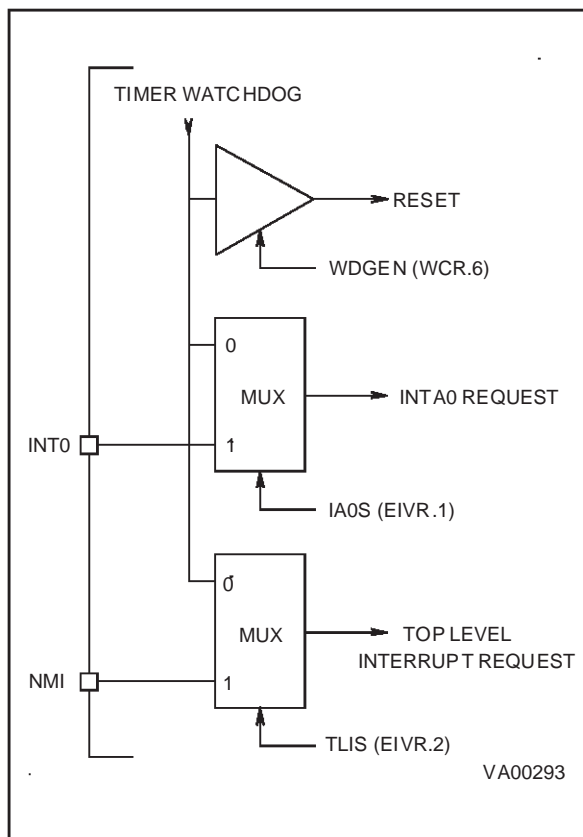 TIMER WATCHDOG
RESET
WDGEN (WCR.6)
0
MUX
INTA0 REQUEST
INT0
1
IA0S (EIVR.1)
0
MUX
TOP LEVEL
INTERRUPT REQUEST
NMI
1
TLIS (EIVR.2)
VA00293